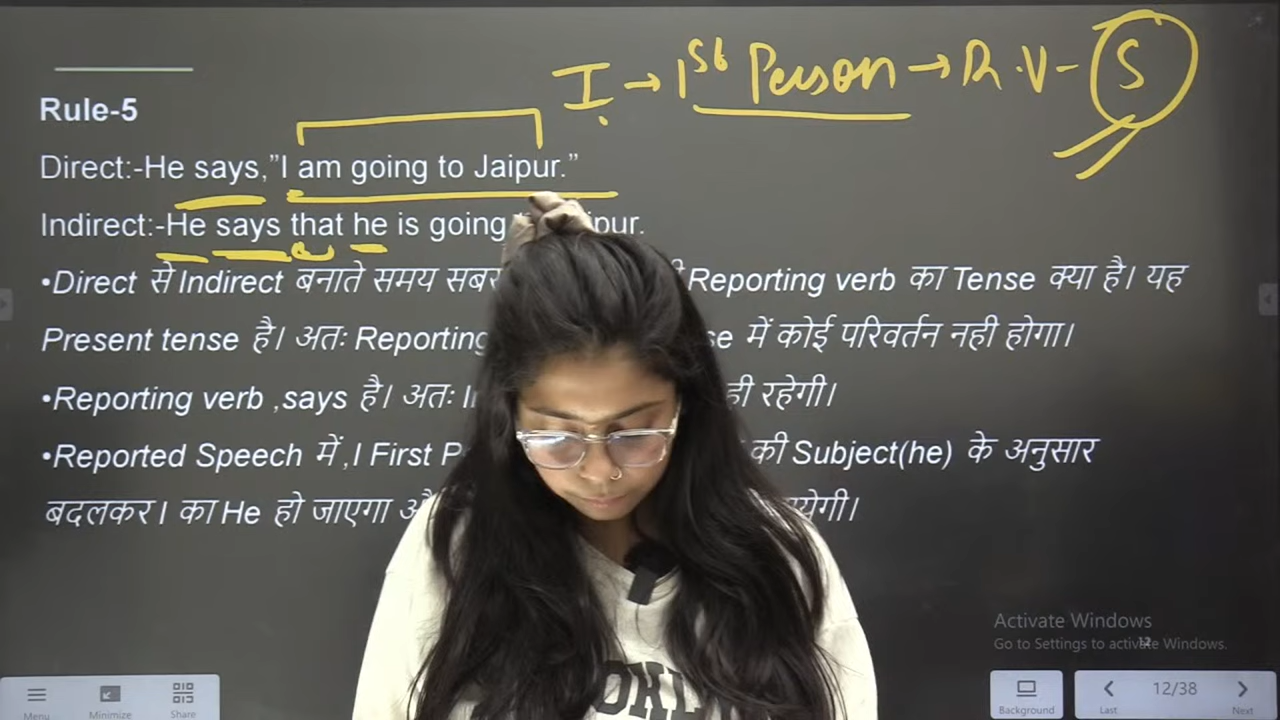 I → 1st Person → R.V - S
Rule-5
Direct:-He says,”I am going to Jaipur.”
Indirect:-He says that he is going ipur.
•Direct से Indirect बनाते समय Reporting verb का Tense क्या है। यह
Present tense है। अतः Reporting में कोई परिवर्तन नही होगा।
•Reporting verb ,says है। अतः ही रहेगी।
•Reported Speech में,I First की Subject(he) के अनुसार
बदलकर I का He हो जाएगा
Activate Windows
Go to Settings to activate Windows.
12
Menu Minimize Share
Background
12/38
Last Next